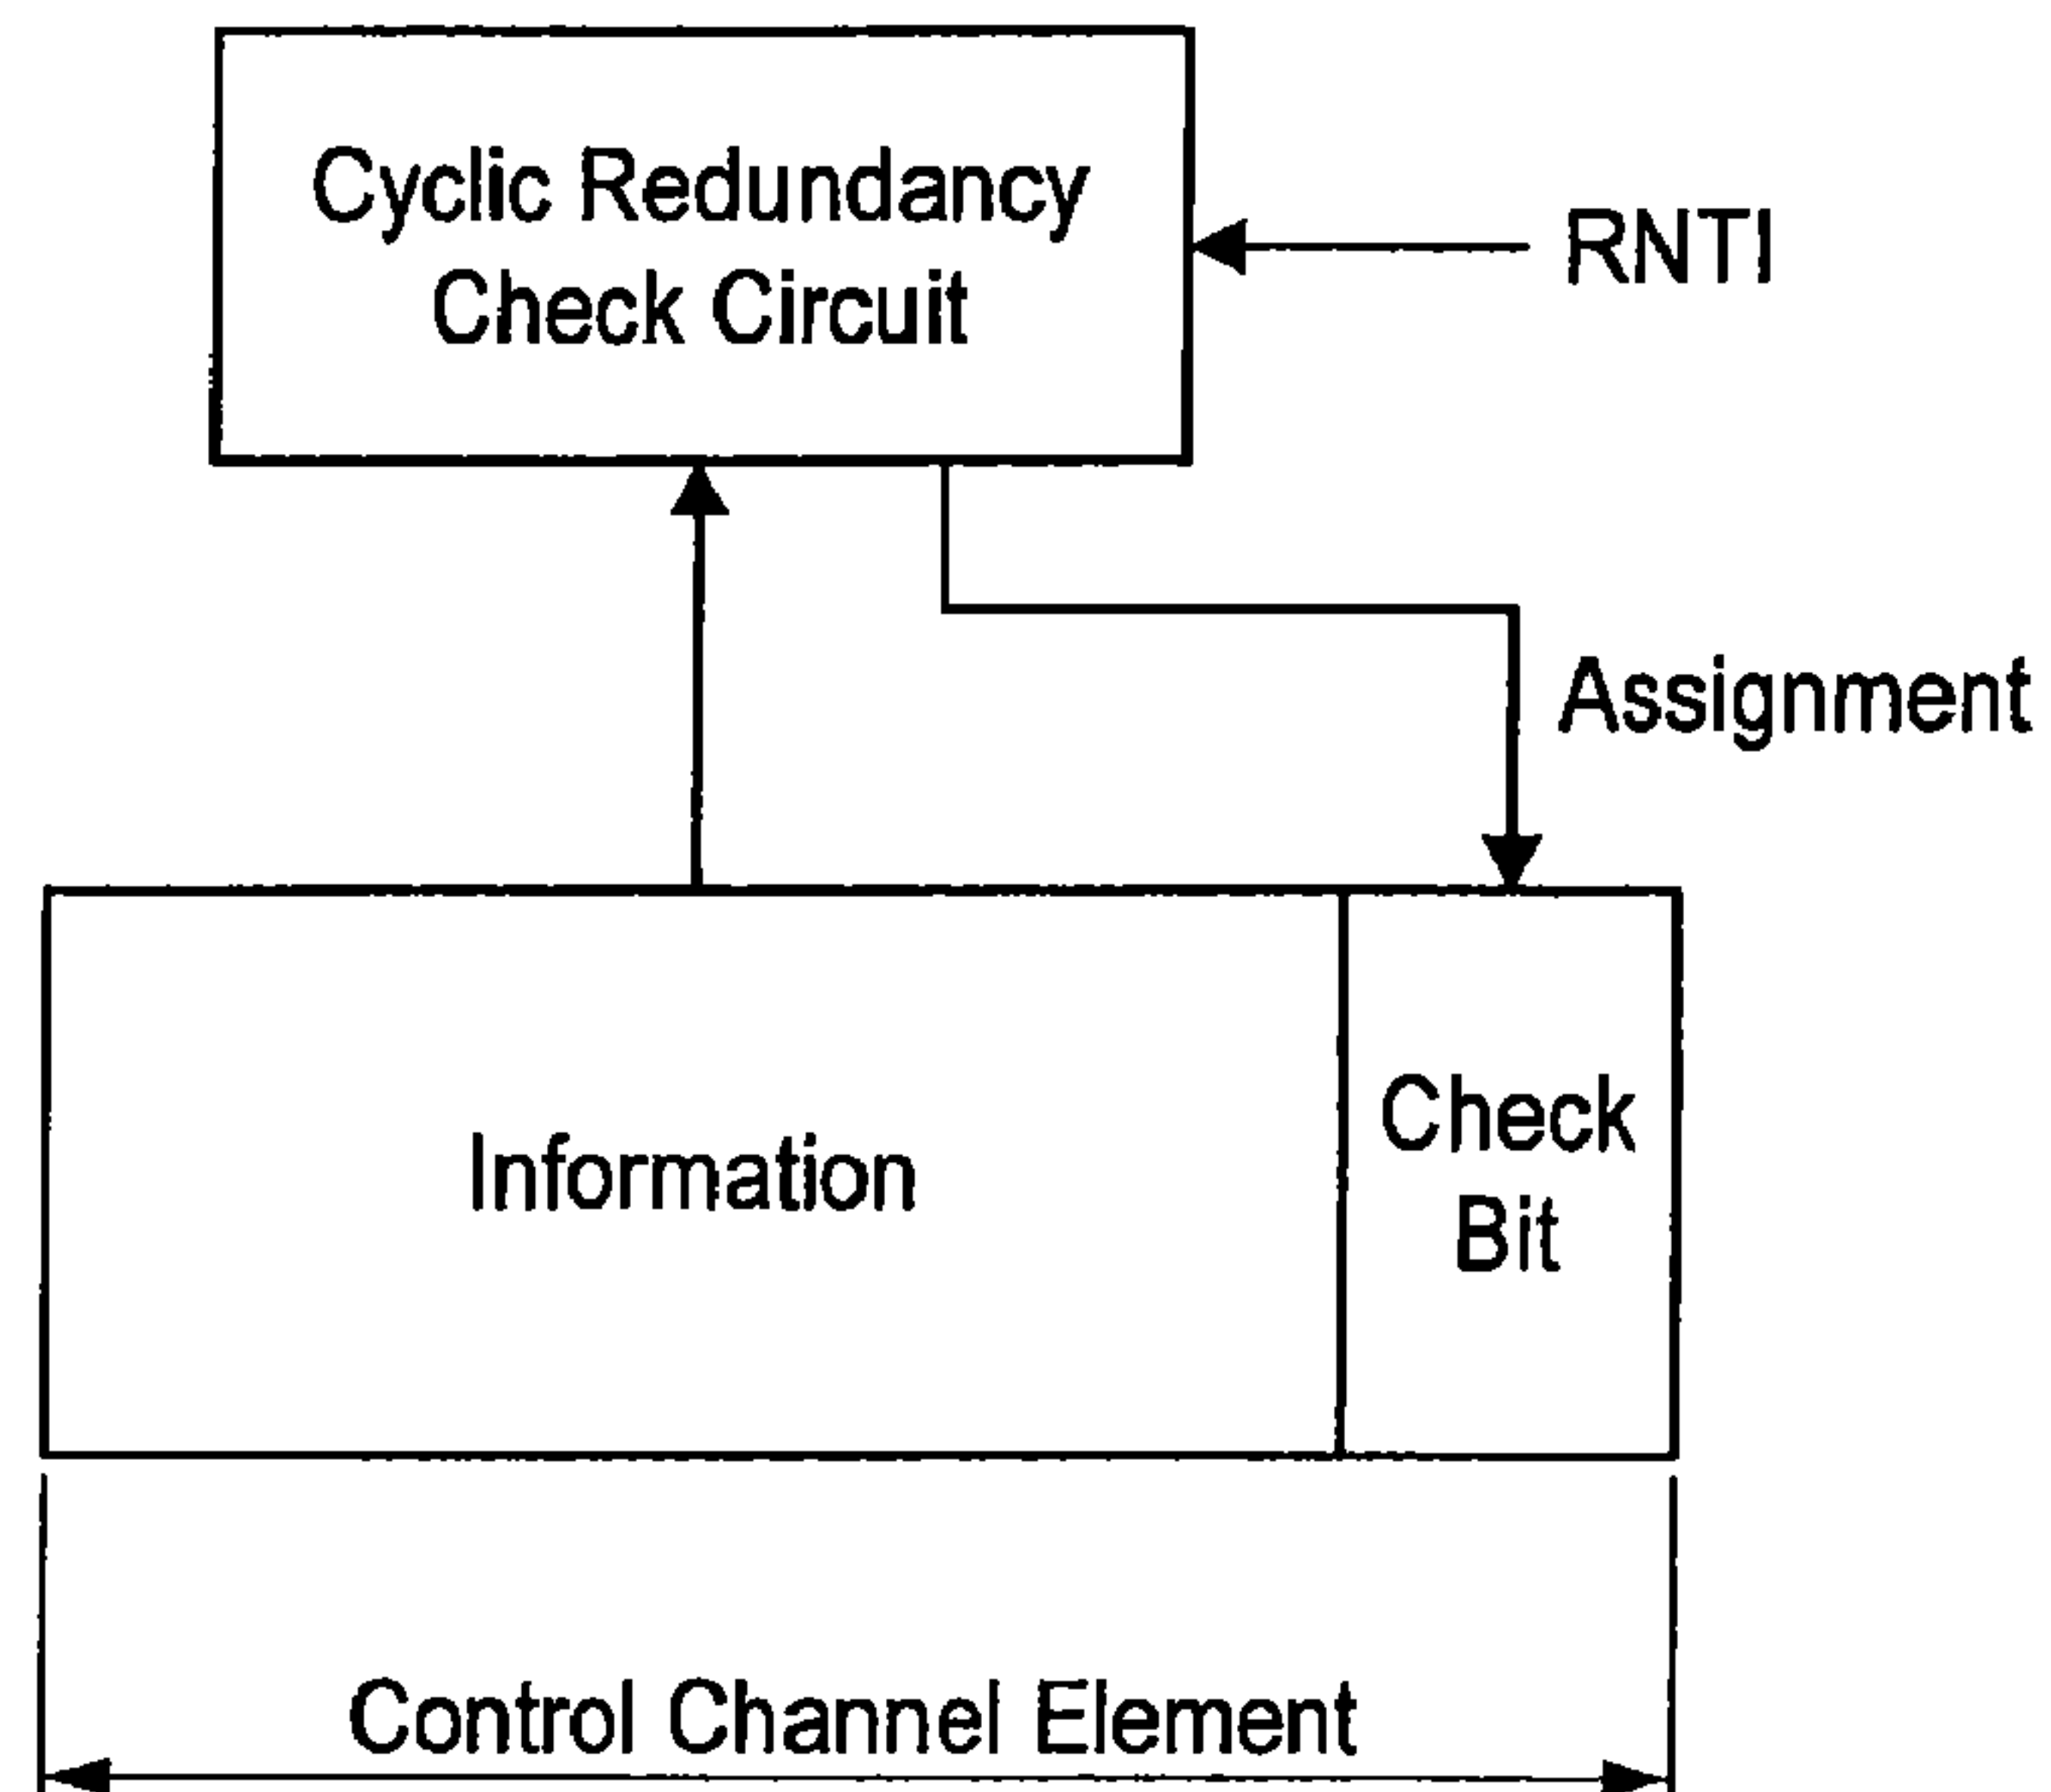 Cyclic Redundancy
Check Circuit
RNTI
Assignment
Information
Check
Bit
Control Channel Element